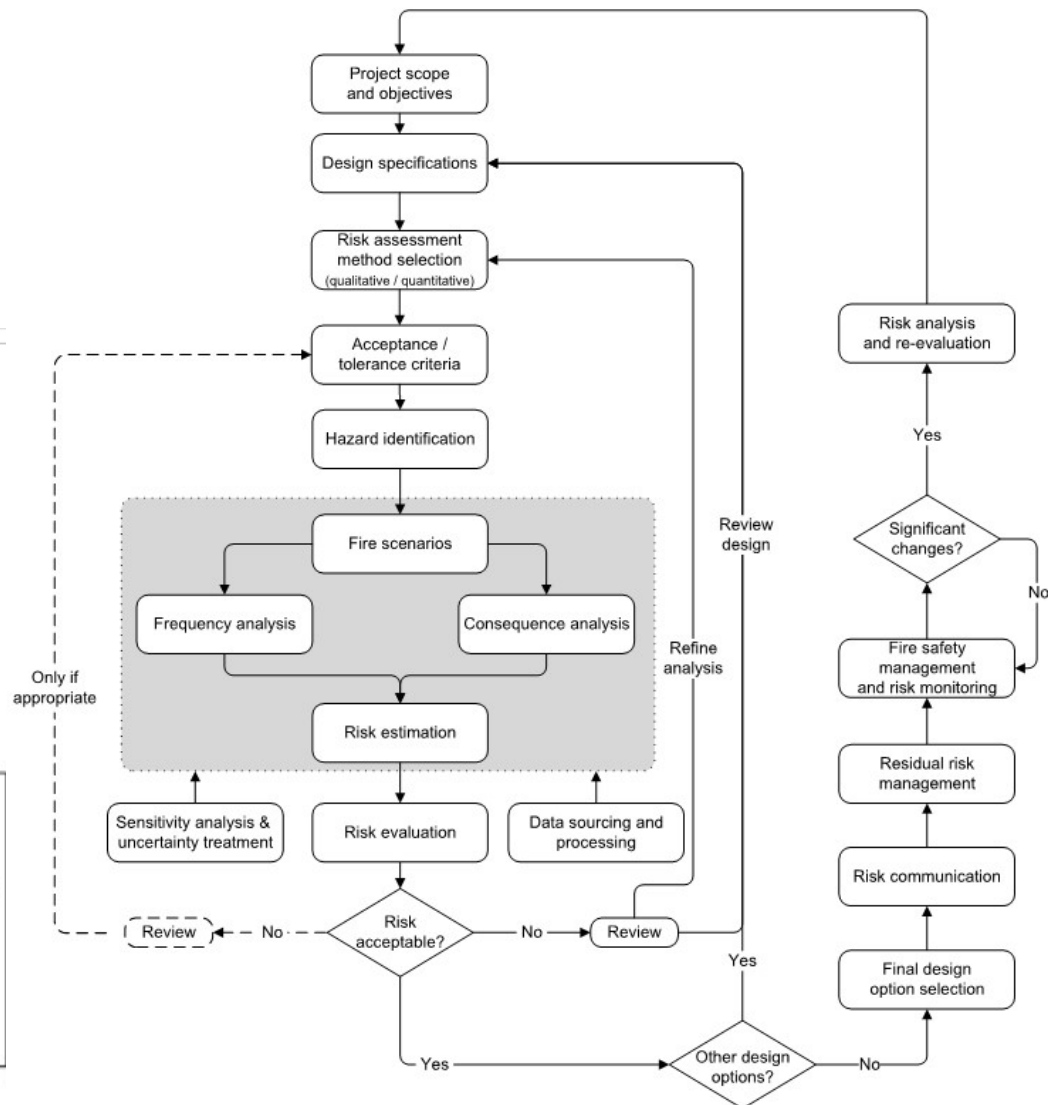 Project scope
and objectives
Design specifications
Risk assessment
method selection
(qualitative / quantitative)
Acceptance /
tolerance criteria
Hazard identification
Fire scenarios
Frequency analysis
Consequence analysis
Risk estimation
Sensitivity analysis &
uncertainty treatment
Risk evaluation
Data sourcing and
processing
Only if
appropriate
Review
No
Risk
acceptable?
No
Review
Refine
analysis
Review
design
Yes
Yes
Other design
options?
No
Final design
option selection
Risk communication
Residual risk
management
Fire safety
management
and risk monitoring
Significant
changes?
No
Yes
Risk analysis
and re-evaluation